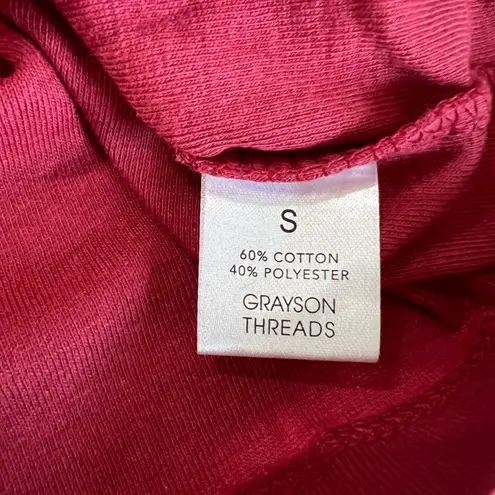 S
60% COTTON
40% POLYESTER
GRAYSON
THREADS